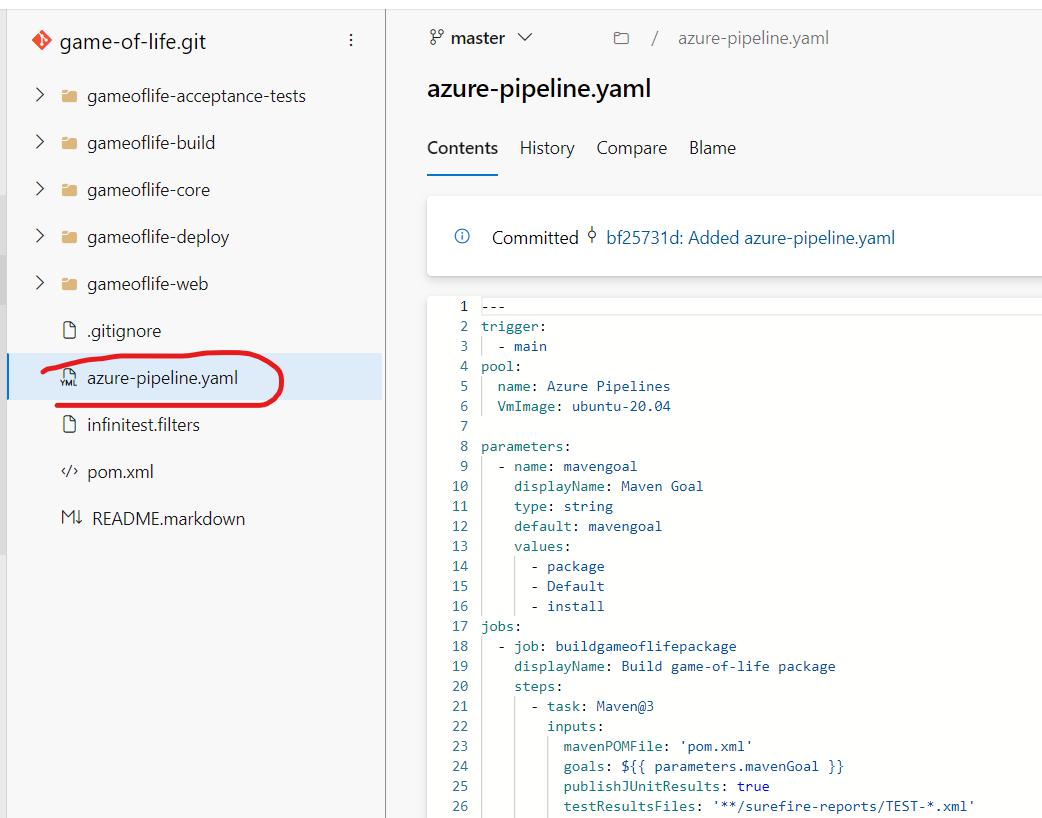 game-of-life.git
gameoflife-acceptance-tests
gameoflife-build
gameoflife-core
gameoflife-deploy
gameoflife-web
.gitignore
YML azure-pipeline.yaml
infinitest.filters
</> pom.xml
M↓ README.markdown
master / azure-pipeline.yaml
azure-pipeline.yaml
Contents History Compare Blame
Committed bf25731d: Added azure-pipeline.yaml
1 ---
2 trigger:
3 - main
4 pool:
5 name: Azure Pipelines
6 VmImage: ubuntu-20.04
7
8 parameters:
9 - name: mavengoal
10 displayName: Maven Goal
11 type: string
12 default: mavengoal
13 values:
14 - package
15 - Default
16 - install
17 jobs:
18 - job: buildgameoflifepackage
19 displayName: Build game-of-life package
20 steps:
21 - task: Maven@3
22 inputs:
23 mavenPOMFile: 'pom.xml'
24 goals: ${{ parameters.mavenGoal }}
25 publishJUnitResults: true
26 testResultsFiles: '**/surefire-reports/TEST-*.xml'